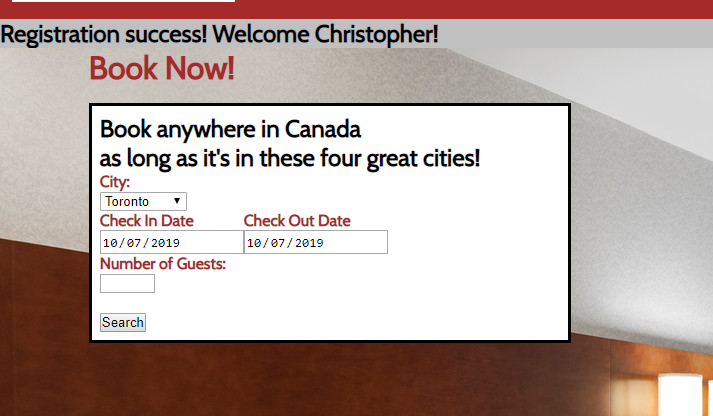 Registration success! Welcome Christopher!
Book Now!
Book anywhere in Canada
as long as it's in these four great cities!
City:
Toronto
Check In Date Check Out Date
10/07/2019 10/07/2019
Number of Guests:
Search